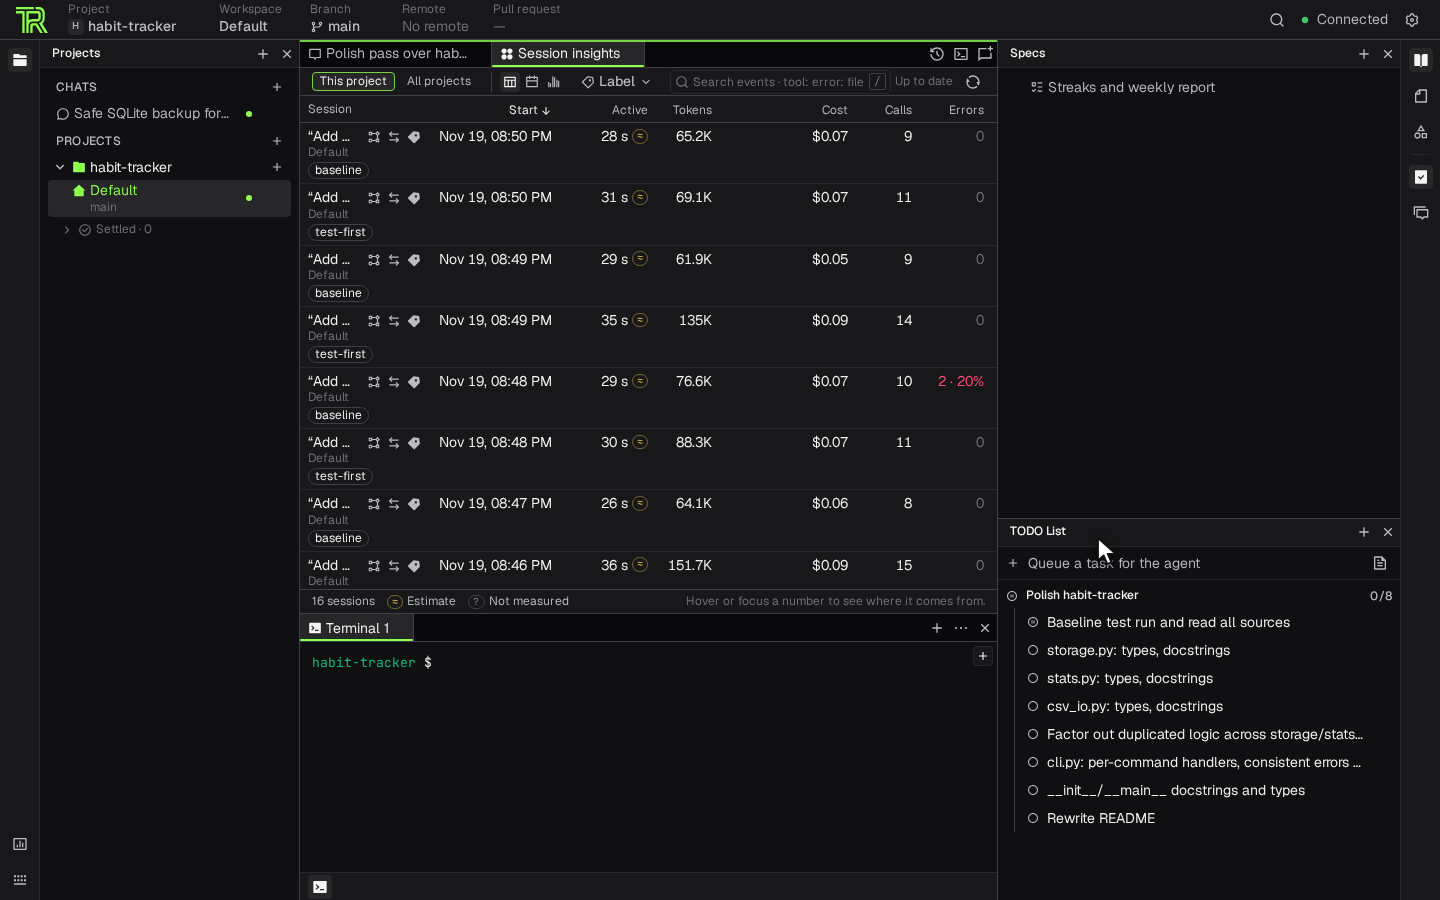 Project
H habit-tracker
Workspace
Default
Branch
main
Remote
No remote
Pull request
—
Connected
Projects
CHATS
Safe SQLite backup for...
PROJECTS
habit-tracker
Default
main
Settled · 0
Polish pass over hab...
Session insights
This project
All projects
Label
Search events · tool: error: file /
Up to date
Session Start ↓ Active Tokens Cost Calls Errors
“Add ... Nov 19, 08:50 PM 28 s ≈ 65.2K $0.07 9 0
Default
baseline
“Add ... Nov 19, 08:50 PM 31 s ≈ 69.1K $0.07 11 0
Default
test-first
“Add ... Nov 19, 08:49 PM 29 s ≈ 61.9K $0.05 9 0
Default
baseline
“Add ... Nov 19, 08:49 PM 35 s ≈ 135K $0.09 14 0
Default
test-first
“Add ... Nov 19, 08:48 PM 29 s ≈ 76.6K $0.07 10 2 · 20%
Default
baseline
“Add ... Nov 19, 08:48 PM 30 s ≈ 88.3K $0.07 11 0
Default
test-first
“Add ... Nov 19, 08:47 PM 26 s ≈ 64.1K $0.06 8 0
Default
baseline
“Add ... Nov 19, 08:46 PM 36 s ≈ 151.7K $0.09 15 0
Default
16 sessions ≈ Estimate ? Not measured Hover or focus a number to see where it comes from.
Terminal 1
habit-tracker $
Specs
Streaks and weekly report
TODO List
Queue a task for the agent
Polish habit-tracker 0/8
Baseline test run and read all sources
storage.py: types, docstrings
stats.py: types, docstrings
csv_io.py: types, docstrings
Factor out duplicated logic across storage/stats...
cli.py: per-command handlers, consistent errors ...
__init__/__main__ docstrings and types
Rewrite README